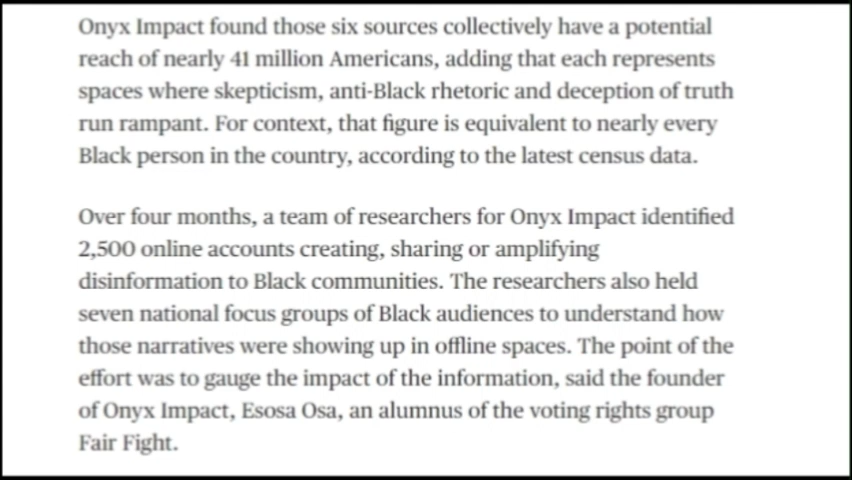 Onyx Impact found those six sources collectively have a potential
reach of nearly 41 million Americans, adding that each represents
spaces where skepticism, anti-Black rhetoric and deception of truth
run rampant. For context, that figure is equivalent to nearly every
Black person in the country, according to the latest census data.
Over four months, a team of researchers for Onyx Impact identified
2,500 online accounts creating, sharing or amplifying
disinformation to Black communities. The researchers also held
seven national focus groups of Black audiences to understand how
those narratives were showing up in offline spaces. The point of the
effort was to gauge the impact of the information, said the founder
of Onyx Impact, Esosa Osa, an alumnus of the voting rights group
Fair Fight.